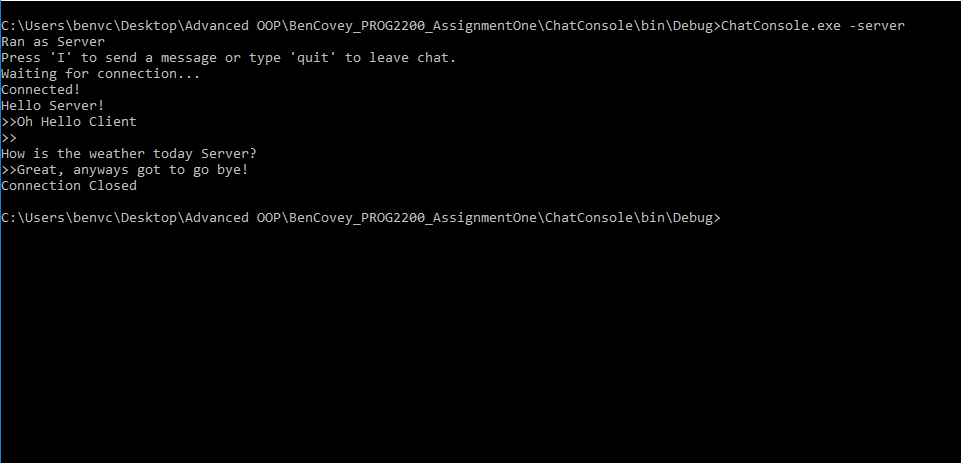 C:\Users\benvc\Desktop\Advanced OOP\BenCovey_PROG2200_AssignmentOne\ChatConsole\bin\Debug>ChatConsole.exe -server
Ran as Server
Press 'I' to send a message or type 'quit' to leave chat.
Waiting for connection...
Connected!
Hello Server!
>>Oh Hello Client
>>
How is the weather today Server?
>>Great, anyways got to go bye!
Connection Closed
C:\Users\benvc\Desktop\Advanced OOP\BenCovey_PROG2200_AssignmentOne\ChatConsole\bin\Debug>